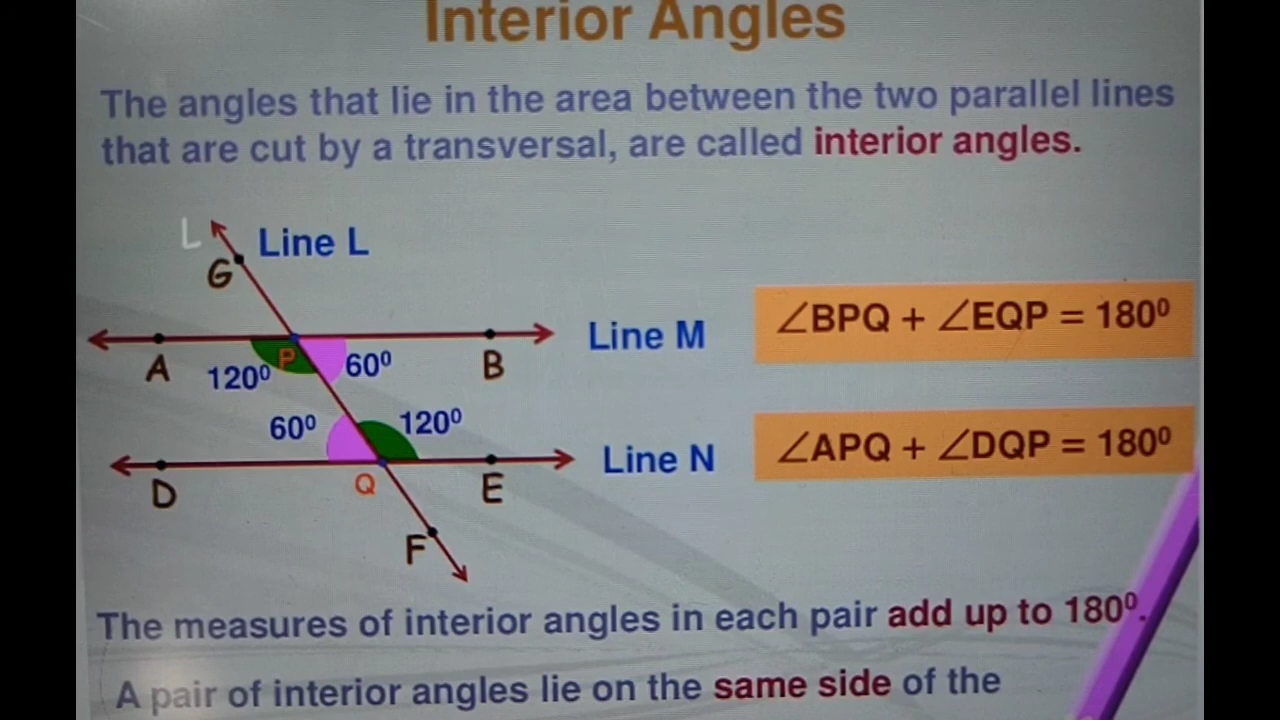 Interior Angles
The angles that lie in the area between the two parallel lines
that are cut by a transversal, are called interior angles.
L
Line L
G
∠BPQ + ∠EQP = 180⁰
Line M
A
120⁰
P
60⁰
B
60⁰
120⁰
∠APQ + ∠DQP = 180⁰
Line N
D
Q
E
F
The measures of interior angles in each pair add up to 180⁰.
A pair of interior angles lie on the same side of the